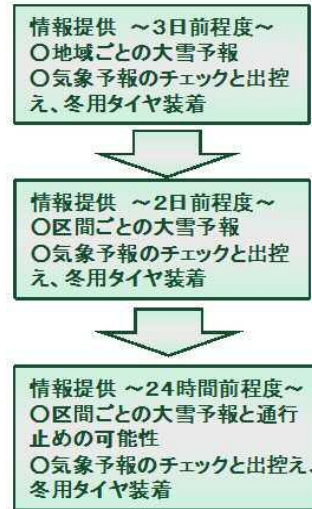 情報提供 ～3日前程度～
○地域ごとの大雪予報
○気象予報のチェックと出控
え、冬用タイヤ装着
情報提供 ～2日前程度～
○区間ごとの大雪予報
○気象予報のチェックと出控
え、冬用タイヤ装着
情報提供 ～24時間前程度～
○区間ごとの大雪予報と通行
止めの可能性
○気象予報のチェックと出控え、
冬用タイヤ装着